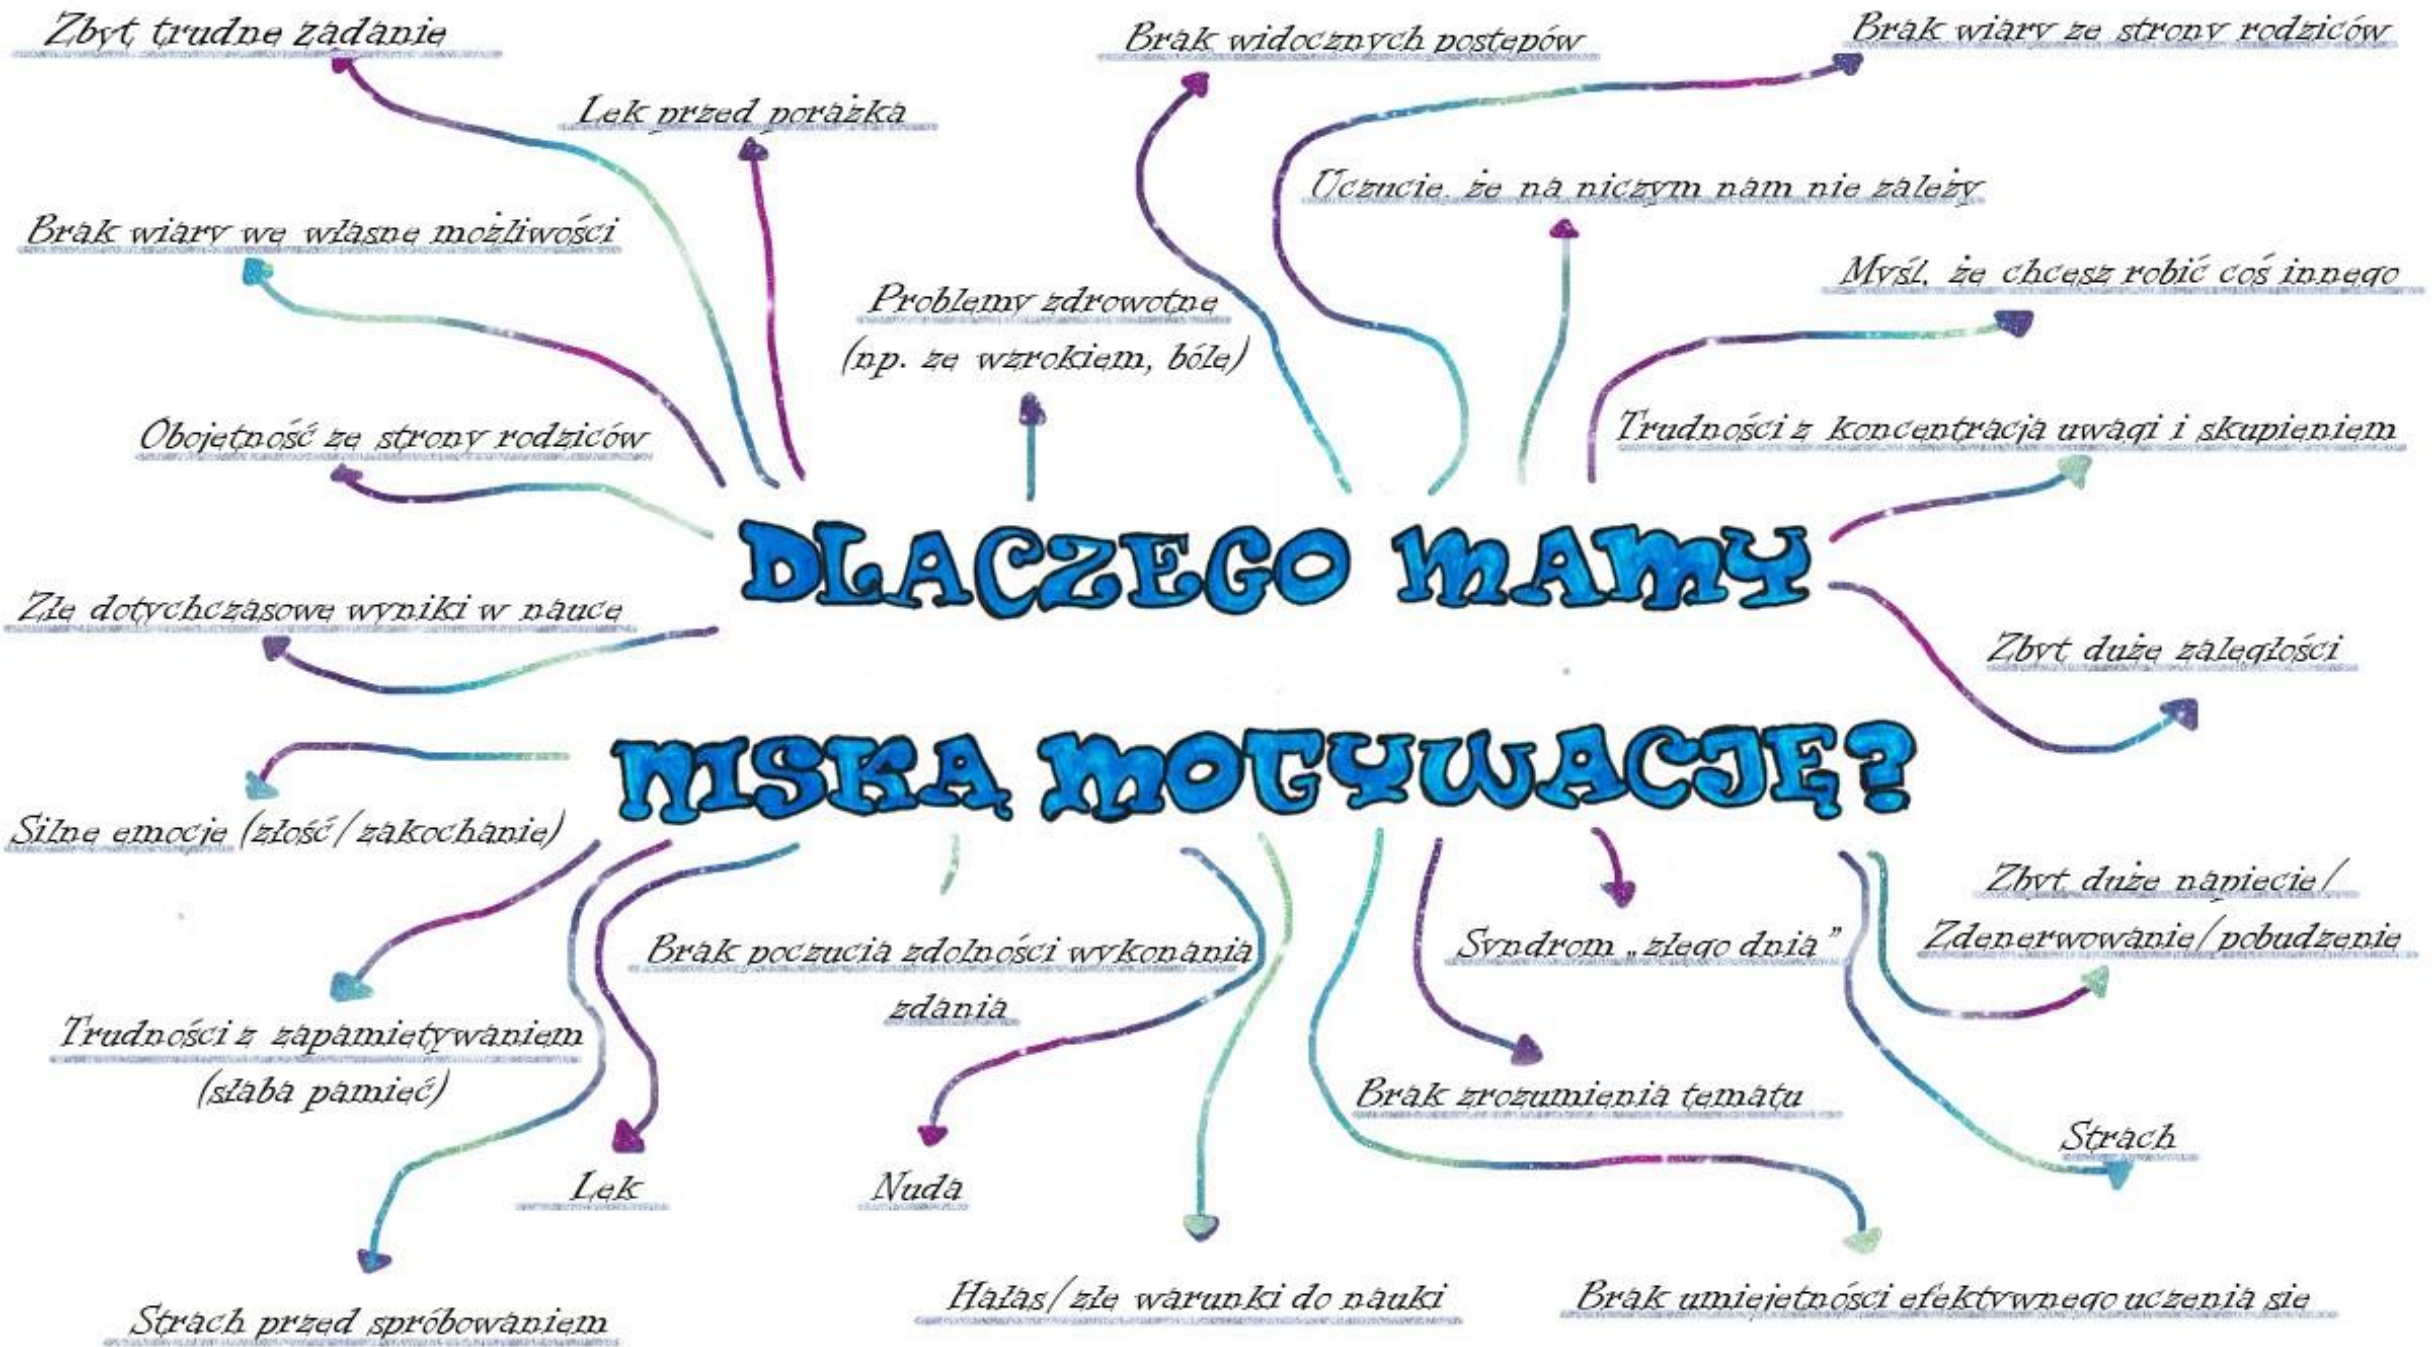 Zbyt trudne zadanie
Brak widocznych postępów
Brak wiary ze strony rodziców
Lęk przed porażką
Uczucie, że na niczym nam nie zależy
Brak wiary we własne możliwości
Myśl, że chcesz robić coś innego
Problemy zdrowotne
(np. ze wzrokiem, bóle)
Obojętność ze strony rodziców
Trudności z koncentracją uwagi i skupieniem
DLACZEGO MAMY
Złe dotychczasowe wyniki w nauce
Zbyt duże zaległości
NISKĄ MOTYWACJĘ?
Silne emocje (złość/zakochanie)
Zbyt duże napięcie/
Zdenerwowanie/pobudzenie
Brak poczucia zdolności wykonania
zdania
Syndrom „złego dnia”
Trudności z zapamiętywaniem
(słaba pamięć)
Brak zrozumienia tematu
Strach
Lęk
Nuda
Strach przed spróbowaniem
Hałas/złe warunki do nauki
Brak umiejętności efektywnego uczenia się